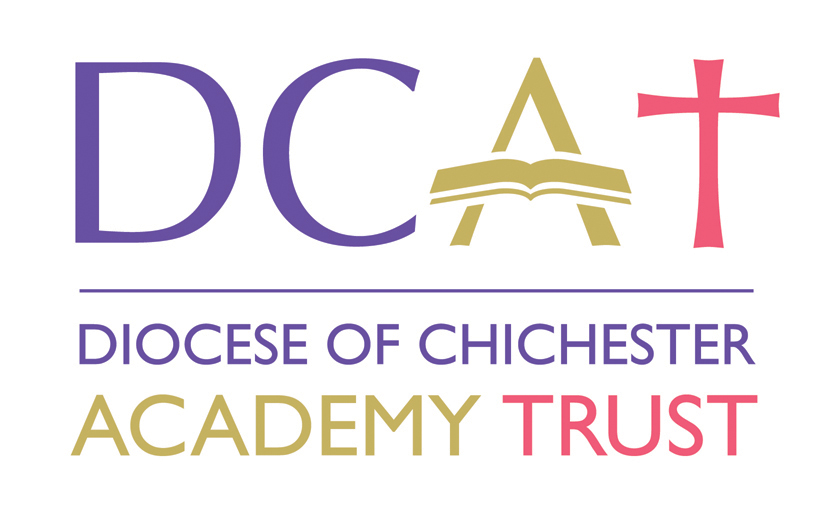 DCAT
DIOCESE OF CHICHESTER
ACADEMY TRUST